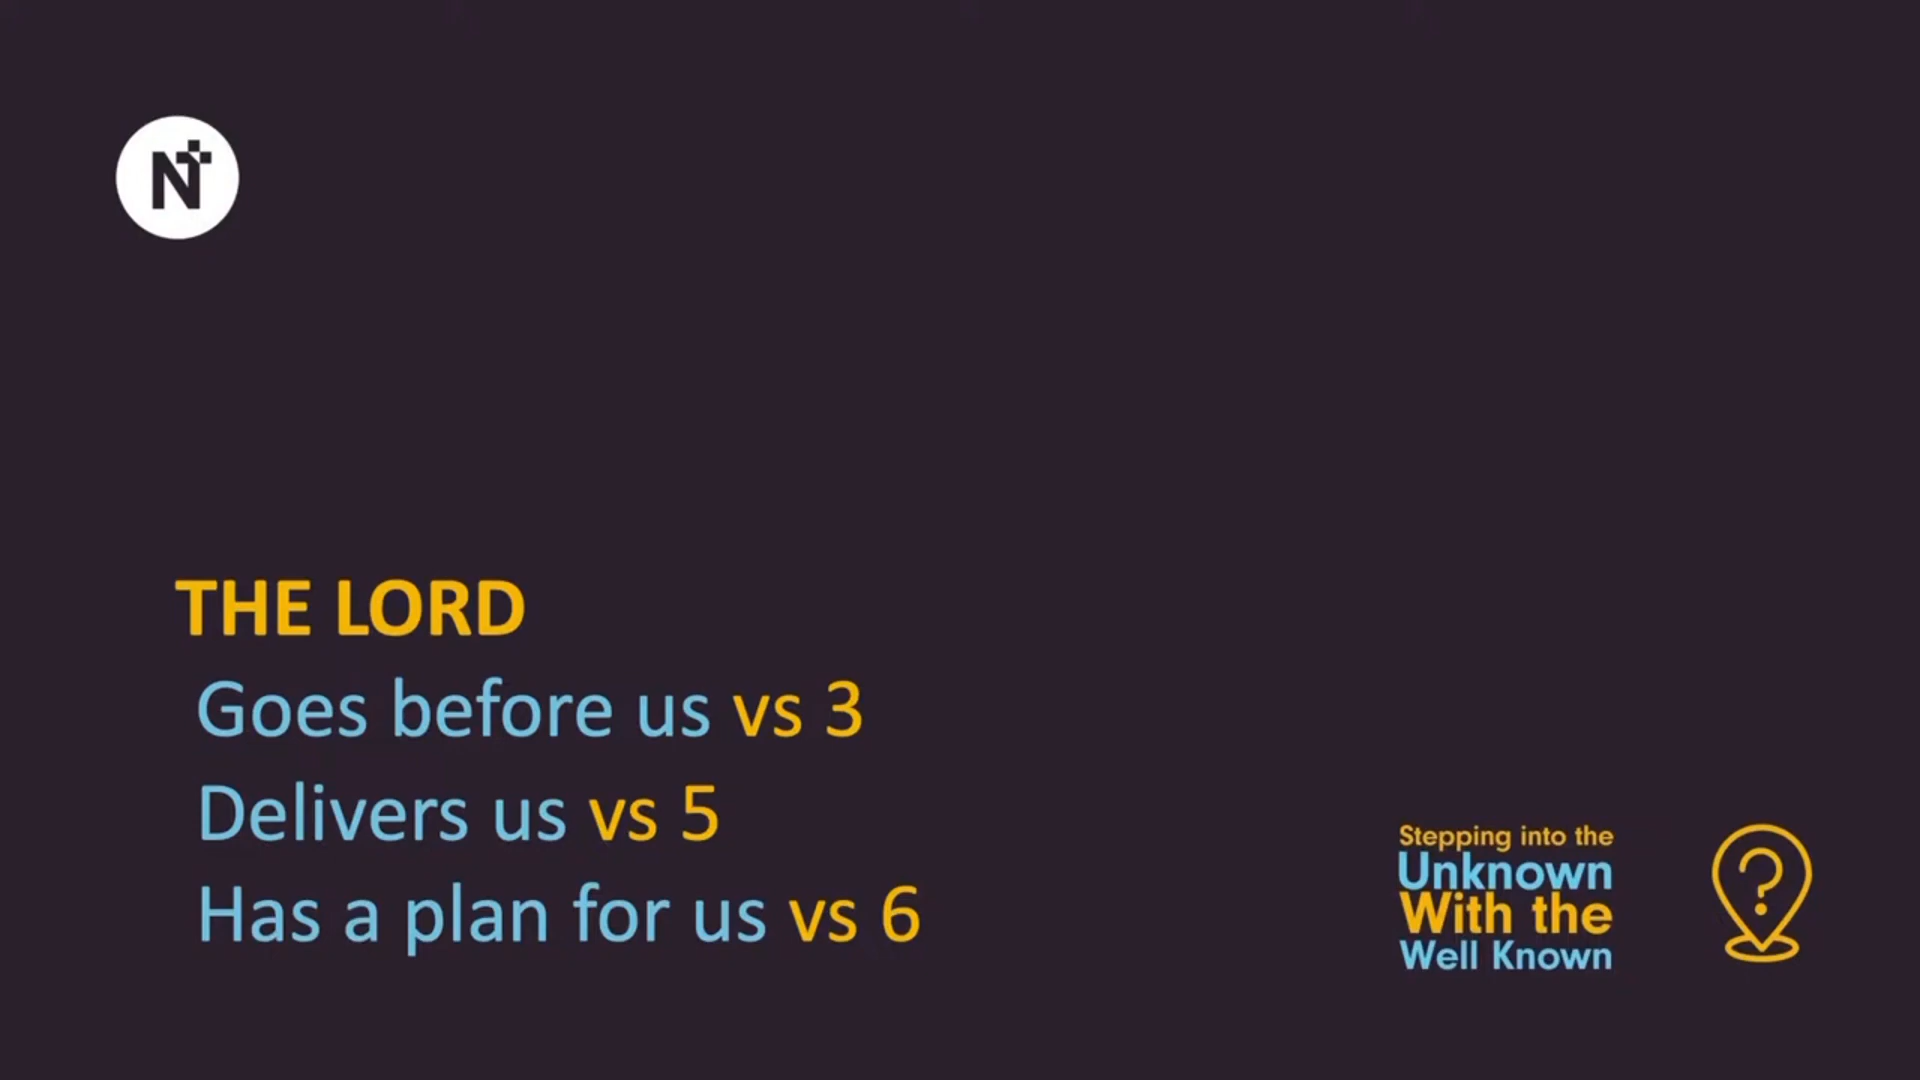 N
THE LORD
Goes before us vs 3
Delivers us vs 5
Has a plan for us vs 6
Stepping into the
Unknown
With the
Well Known
?